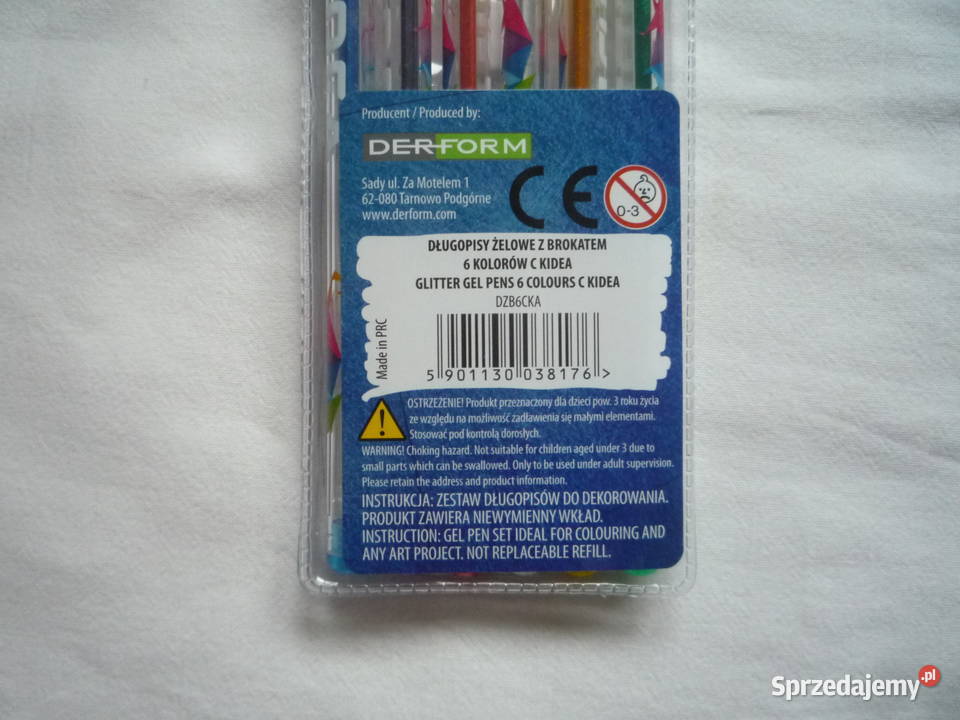 Producent / Produced by:
DERFORM
Sady ul. Za Motelem 1
62-080 Tarnowo Podgórne
www.derform.com
CE
0-3
DŁUGOPISY ŻELOWE Z BROKATEM
6 KOLORÓW C KIDEA
GLITTER GEL PENS 6 COLOURS C KIDEA
DZB6CKA
Made in PRC
5 901130 038176 >
OSTRZEŻENIE! Produkt przeznaczony dla dzieci pow. 3 roku życia
ze względu na możliwość zadławienia się małymi elementami.
Stosować pod kontrolą dorosłych.
WARNING! Choking hazard. Not suitable for children aged under 3 due to
small parts which can be swallowed. Only to be used under adult supervision.
Please retain the address and product information.
INSTRUKCJA: ZESTAW DŁUGOPISÓW DO DEKOROWANIA.
PRODUKT ZAWIERA NIEWYMIENNY WKŁAD.
INSTRUCTION: GEL PEN SET IDEAL FOR COLOURING AND
ANY ART PROJECT. NOT REPLACEABLE REFILL.
Sprzedajemy.pl